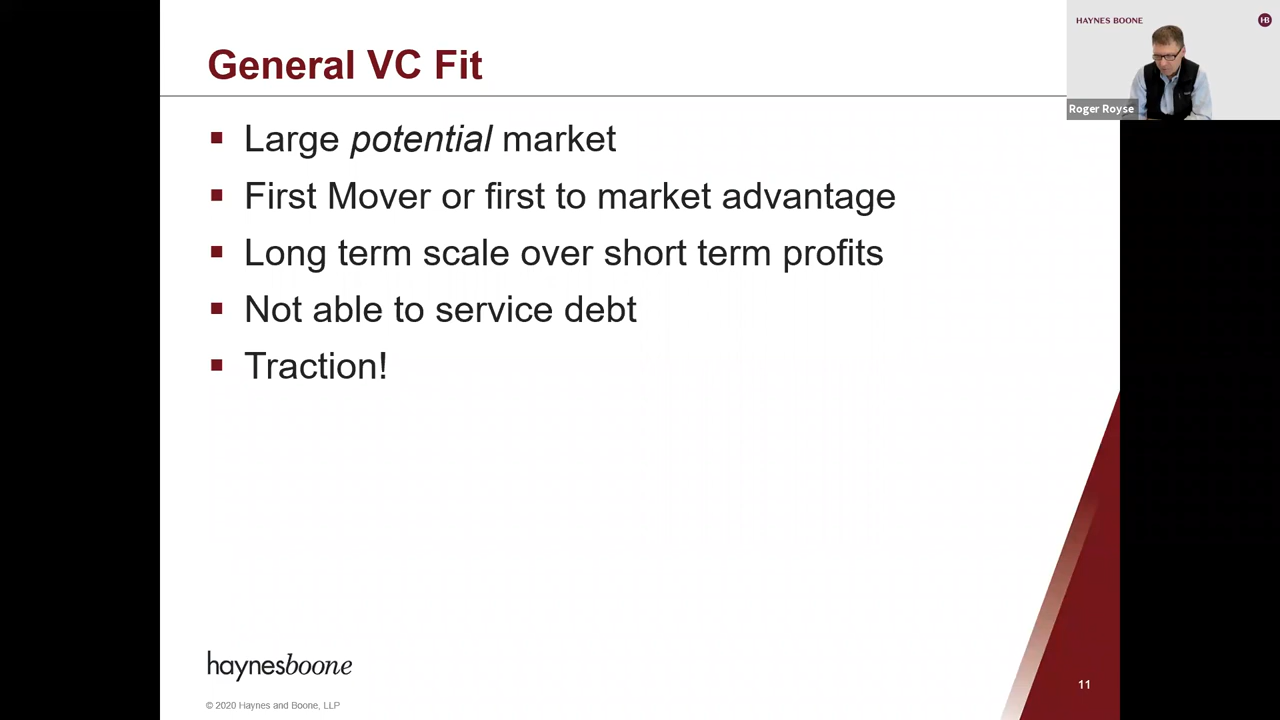 General VC Fit
HAYNES BOONE
HB
Roger Royse
Large potential market
First Mover or first to market advantage
Long term scale over short term profits
Not able to service debt
Traction!
haynesboone
© 2020 Haynes and Boone, LLP
11